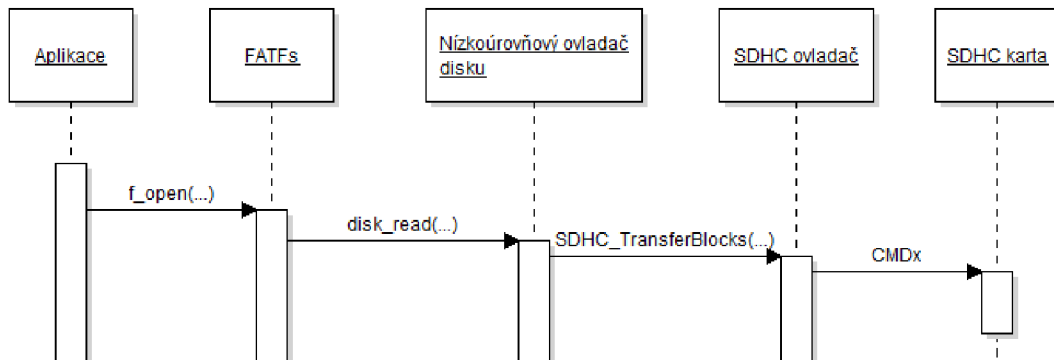 Aplikace
FATFs
Nízkoúrovňový ovladač
disku
SDHC ovladač
SDHC karta
f_open(...)
disk_read(...)
SDHC_TransferBlocks(...)
CMDx